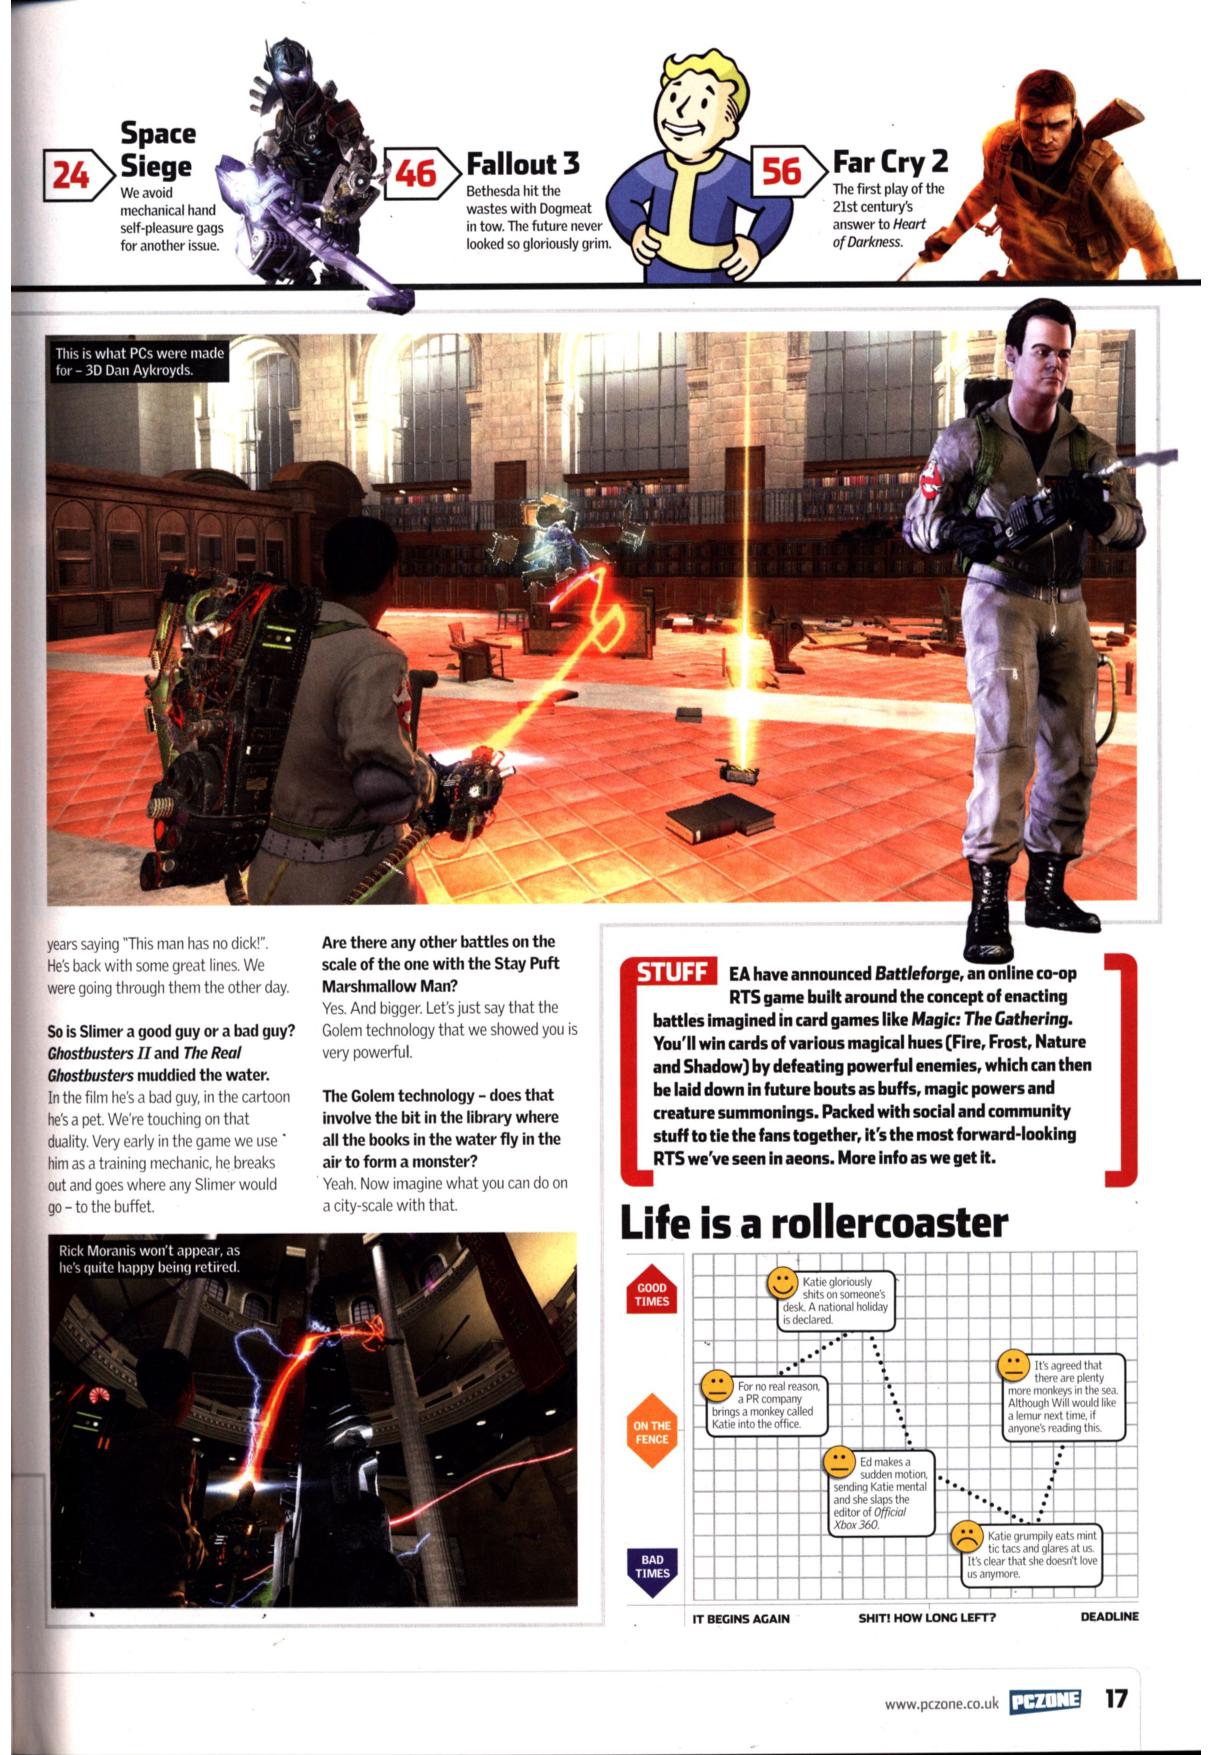 24
Space
Siege
We avoid
mechanical hand
self-pleasure gags
for another issue.
46
Fallout 3
Bethesda hit the
wastes with Dogmeat
in tow. The future never
looked so gloriously grim.
56
Far Cry 2
The first play of the
21st century's
answer to Heart
of Darkness.
This is what PCs were made
for – 3D Dan Aykroyds.
years saying “This man has no dick!”.
He's back with some great lines. We
were going through them the other day.
So is Slimer a good guy or a bad guy?
Ghostbusters II and The Real
Ghostbusters muddied the water.
In the film he's a bad guy, in the cartoon
he's a pet. We're touching on that
duality. Very early in the game we use
him as a training mechanic, he breaks
out and goes where any Slimer would
go – to the buffet.
Are there any other battles on the
scale of the one with the Stay Puft
Marshmallow Man?
Yes. And bigger. Let's just say that the
Golem technology that we showed you is
very powerful.
The Golem technology – does that
involve the bit in the library where
all the books in the water fly in the
air to form a monster?
Yeah. Now imagine what you can do on
a city-scale with that.
Rick Moranis won't appear, as
he's quite happy being retired.
STUFF EA have announced Battleforge, an online co-op
RTS game built around the concept of enacting
battles imagined in card games like Magic: The Gathering.
You'll win cards of various magical hues (Fire, Frost, Nature
and Shadow) by defeating powerful enemies, which can then
be laid down in future bouts as buffs, magic powers and
creature summonings. Packed with social and community
stuff to tie the fans together, it's the most forward-looking
RTS we've seen in aeons. More info as we get it.
Life is a rollercoaster
GOOD
TIMES
ON THE
FENCE
BAD
TIMES
For no real reason,
a PR company
brings a monkey called
Katie into the office.
Katie gloriously
shits on someone's
desk. A national holiday
is declared.
Ed makes a
sudden motion,
sending Katie mental
and she slaps the
editor of Official
Xbox 360.
Katie grumpily eats mint
tic tacs and glares at us.
It's clear that she doesn't love
us anymore.
It's agreed that
there are plenty
more monkeys in the sea.
Although Will would like
a lemur next time, if
anyone's reading this.
IT BEGINS AGAIN
SHIT! HOW LONG LEFT?
DEADLINE
www.pczone.co.uk PCZONE 17